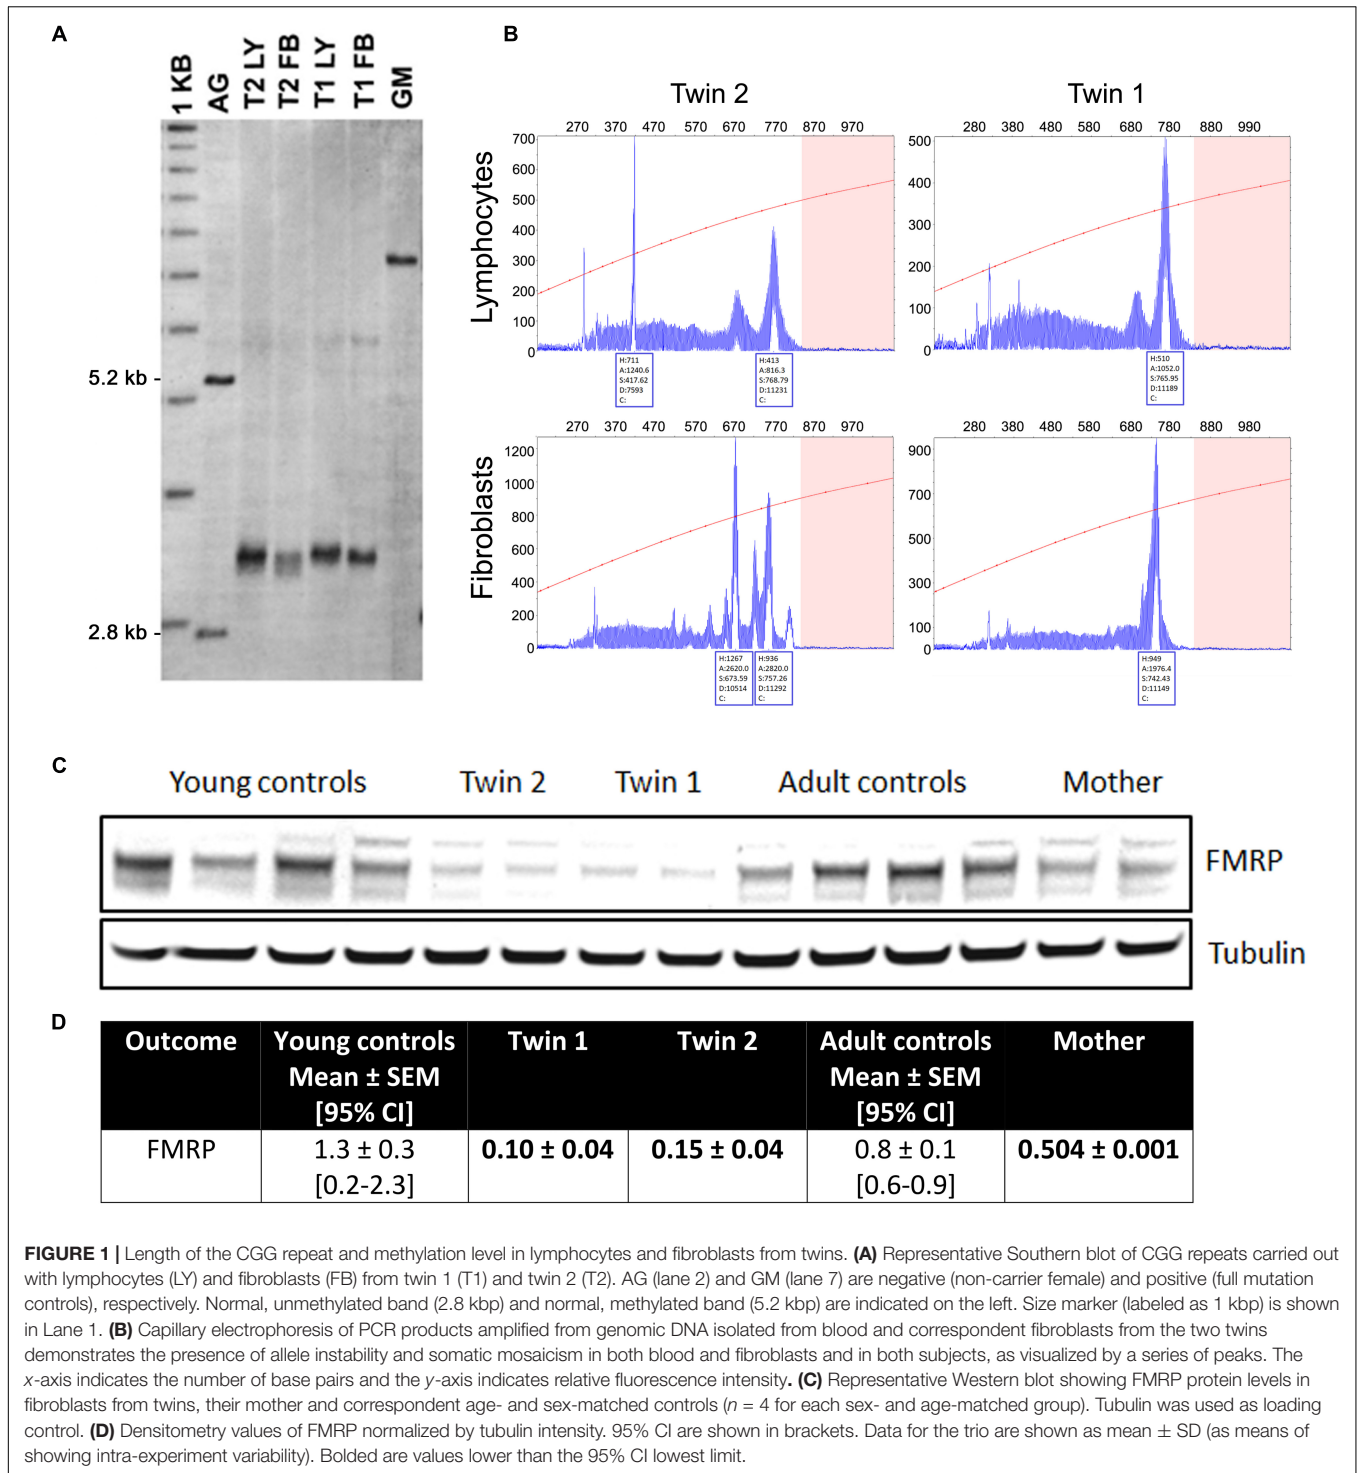 A
1 KB
AG
T2 LY
T2 FB
T1 LY
T1 FB
GM
5.2 kb -
2.8 kb -
B
Twin 2
Twin 1
Lymphocytes
270 370 470 570 670 770 870 970
700
600
500
400
300
200
100
0
H:711
A:1240.6
S:417.62
D:7593
C:
H:413
A:816.3
S:768.79
D:11231
C:
280 380 480 580 680 780 880 990
500
400
300
200
100
0
H:510
A:1052.0
S:765.95
D:11189
C:
Fibroblasts
270 370 470 570 670 770 870 970
1200
1000
800
600
400
200
0
H:1267
A:2620.0
S:673.59
D:10514
C:
H:936
A:2820.0
S:757.26
D:11292
C:
280 380 480 580 680 780 880 980
900
700
500
300
100
0
H:949
A:1976.4
S:742.43
D:11149
C:
C
Young controls Twin 2 Twin 1 Adult controls Mother
FMRP
Tubulin
D
Outcome Young controls Twin 1 Twin 2 Adult controls Mother
Mean ± SEM Mean ± SEM
[95% CI] [95% CI]
FMRP 1.3 ± 0.3 0.10 ± 0.04 0.15 ± 0.04 0.8 ± 0.1 0.504 ± 0.001
[0.2-2.3] [0.6-0.9]
FIGURE 1 | Length of the CGG repeat and methylation level in lymphocytes and fibroblasts from twins. (A) Representative Southern blot of CGG repeats carried out
with lymphocytes (LY) and fibroblasts (FB) from twin 1 (T1) and twin 2 (T2). AG (lane 2) and GM (lane 7) are negative (non-carrier female) and positive (full mutation
controls), respectively. Normal, unmethylated band (2.8 kbp) and normal, methylated band (5.2 kbp) are indicated on the left. Size marker (labeled as 1 kbp) is shown
in Lane 1. (B) Capillary electrophoresis of PCR products amplified from genomic DNA isolated from blood and correspondent fibroblasts from the two twins
demonstrates the presence of allele instability and somatic mosaicism in both blood and fibroblasts and in both subjects, as visualized by a series of peaks. The
x-axis indicates the number of base pairs and the y-axis indicates relative fluorescence intensity. (C) Representative Western blot showing FMRP protein levels in
fibroblasts from twins, their mother and correspondent age- and sex-matched controls (n = 4 for each sex- and age-matched group). Tubulin was used as loading
control. (D) Densitometry values of FMRP normalized by tubulin intensity. 95% CI are shown in brackets. Data for the trio are shown as mean ± SD (as means of
showing intra-experiment variability). Bolded are values lower than the 95% CI lowest limit.